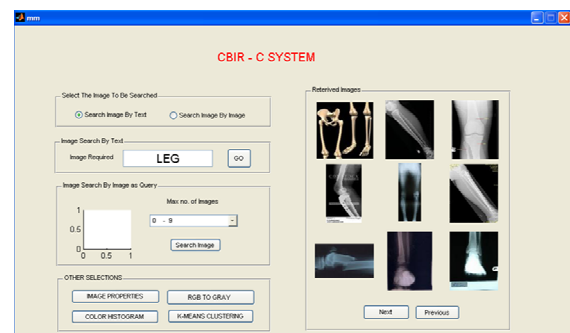 mm
CBIR - C SYSTEM
Select The Image To Be Searched
Search Image By Text
Search Image By Image
Image Search By Text
Image Required
LEG
GO
Image Search By Image as Query
Max no. of Images
0 - 9
1
0.5
0
0 0.5 1
Search Image
OTHER SELECTIONS
IMAGE PROPERTIES
RGB TO GRAY
COLOR HISTOGRAM
K-MEANS CLUSTERING
Reterived Images
Next
Previous